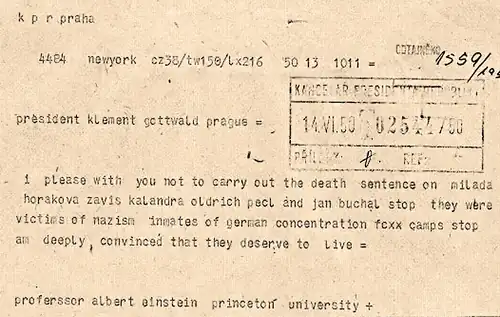 k p r praha
4484 newyork cz38/tw150/lx216 50 13 1011 =
ODTAJNĚNO
1559/
KANCELÁŘ PRESIDENTA REPUBLIKY
14.VI.50
PŘÍLOHY: REF:
president klement gottwald prague =
i please with you not to carry out the death sentence on milada
horakova zavis kalandra oldrich pecl and jan buchal stop they were
victims of nazism inmates of german concentration fcxx camps stop
am deeply, convinced that they deserve to live =
proferssor albert einstein princeton university +